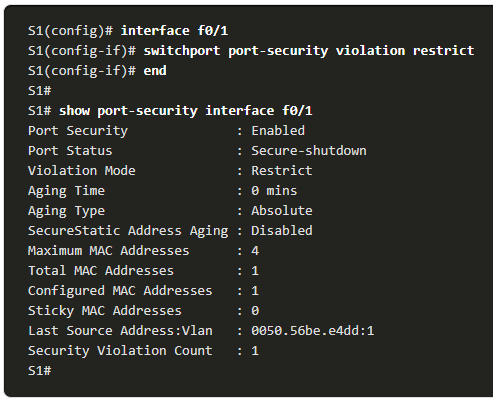 S1(config)# interface f0/1
S1(config-if)# switchport port-security violation restrict
S1(config-if)# end
S1#
S1# show port-security interface f0/1
Port Security              : Enabled
Port Status                : Secure-shutdown
Violation Mode             : Restrict
Aging Time                 : 0 mins
Aging Type                 : Absolute
SecureStatic Address Aging : Disabled
Maximum MAC Addresses      : 4
Total MAC Addresses        : 1
Configured MAC Addresses   : 1
Sticky MAC Addresses       : 0
Last Source Address:Vlan   : 0050.56be.e4dd:1
Security Violation Count   : 1
S1#